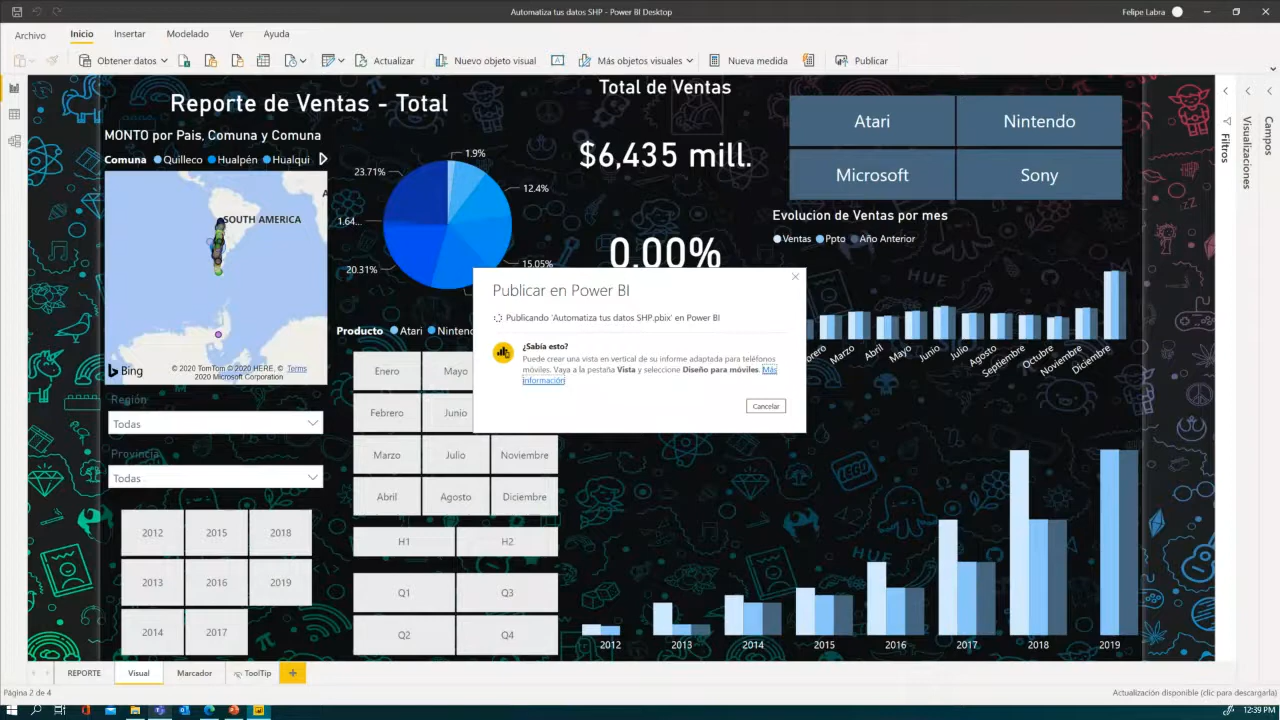 Automatiza tus datos SHP - Power BI Desktop
Felipe Labra
Archivo
Inicio
Insertar
Modelado
Ver
Ayuda
Obtener datos
Actualizar
Nuevo objeto visual
Más objetos visuales
Nueva medida
Publicar
Reporte de Ventas - Total
MONTO por Pais, Comuna y Comuna
Comuna Quilleco Hualpén Hualqui
SOUTH AMERICA
A
Bing
© 2020 TomTom © 2020 HERE, © Terms
2020 Microsoft Corporation
Región
Todas
Provincia
Todas
2012 2015 2018
2013 2016 2019
2014 2017
1.9%
23.71%
12.4%
1.64...
20.31%
15.05%
Producto Atari Nintend
Enero Mayo
Febrero Junio
Marzo Julio Noviembre
Abril Agosto Diciembre
H1 H2
Q1 Q3
Q2 Q4
Total de Ventas
$6,435 mill.
0.00%
Atari Nintendo
Microsoft Sony
Evolucion de Ventas por mes
Ventas Ppto Año Anterior
brero Marzo Abril Mayo Junio Julio Agosto Septiembre Octubre Noviembre Diciembre
HUE
LEGO
HUE
2012 2013 2014 2015 2016 2017 2018 2019
Publicar en Power BI
Publicando 'Automatiza tus datos SHP.pbix' en Power BI
¿Sabía esto?
Puede crear una vista en vertical de su informe adaptada para teléfonos
móviles. Vaya a la pestaña Vista y seleccione Diseño para móviles. Más
información
Cancelar
Filtros
Visualizaciones
Campos
REPORTE
Visual
Marcador
ToolTip
+
Página 2 de 4
Actualización disponible (clic para descargarla)
12:39 PM